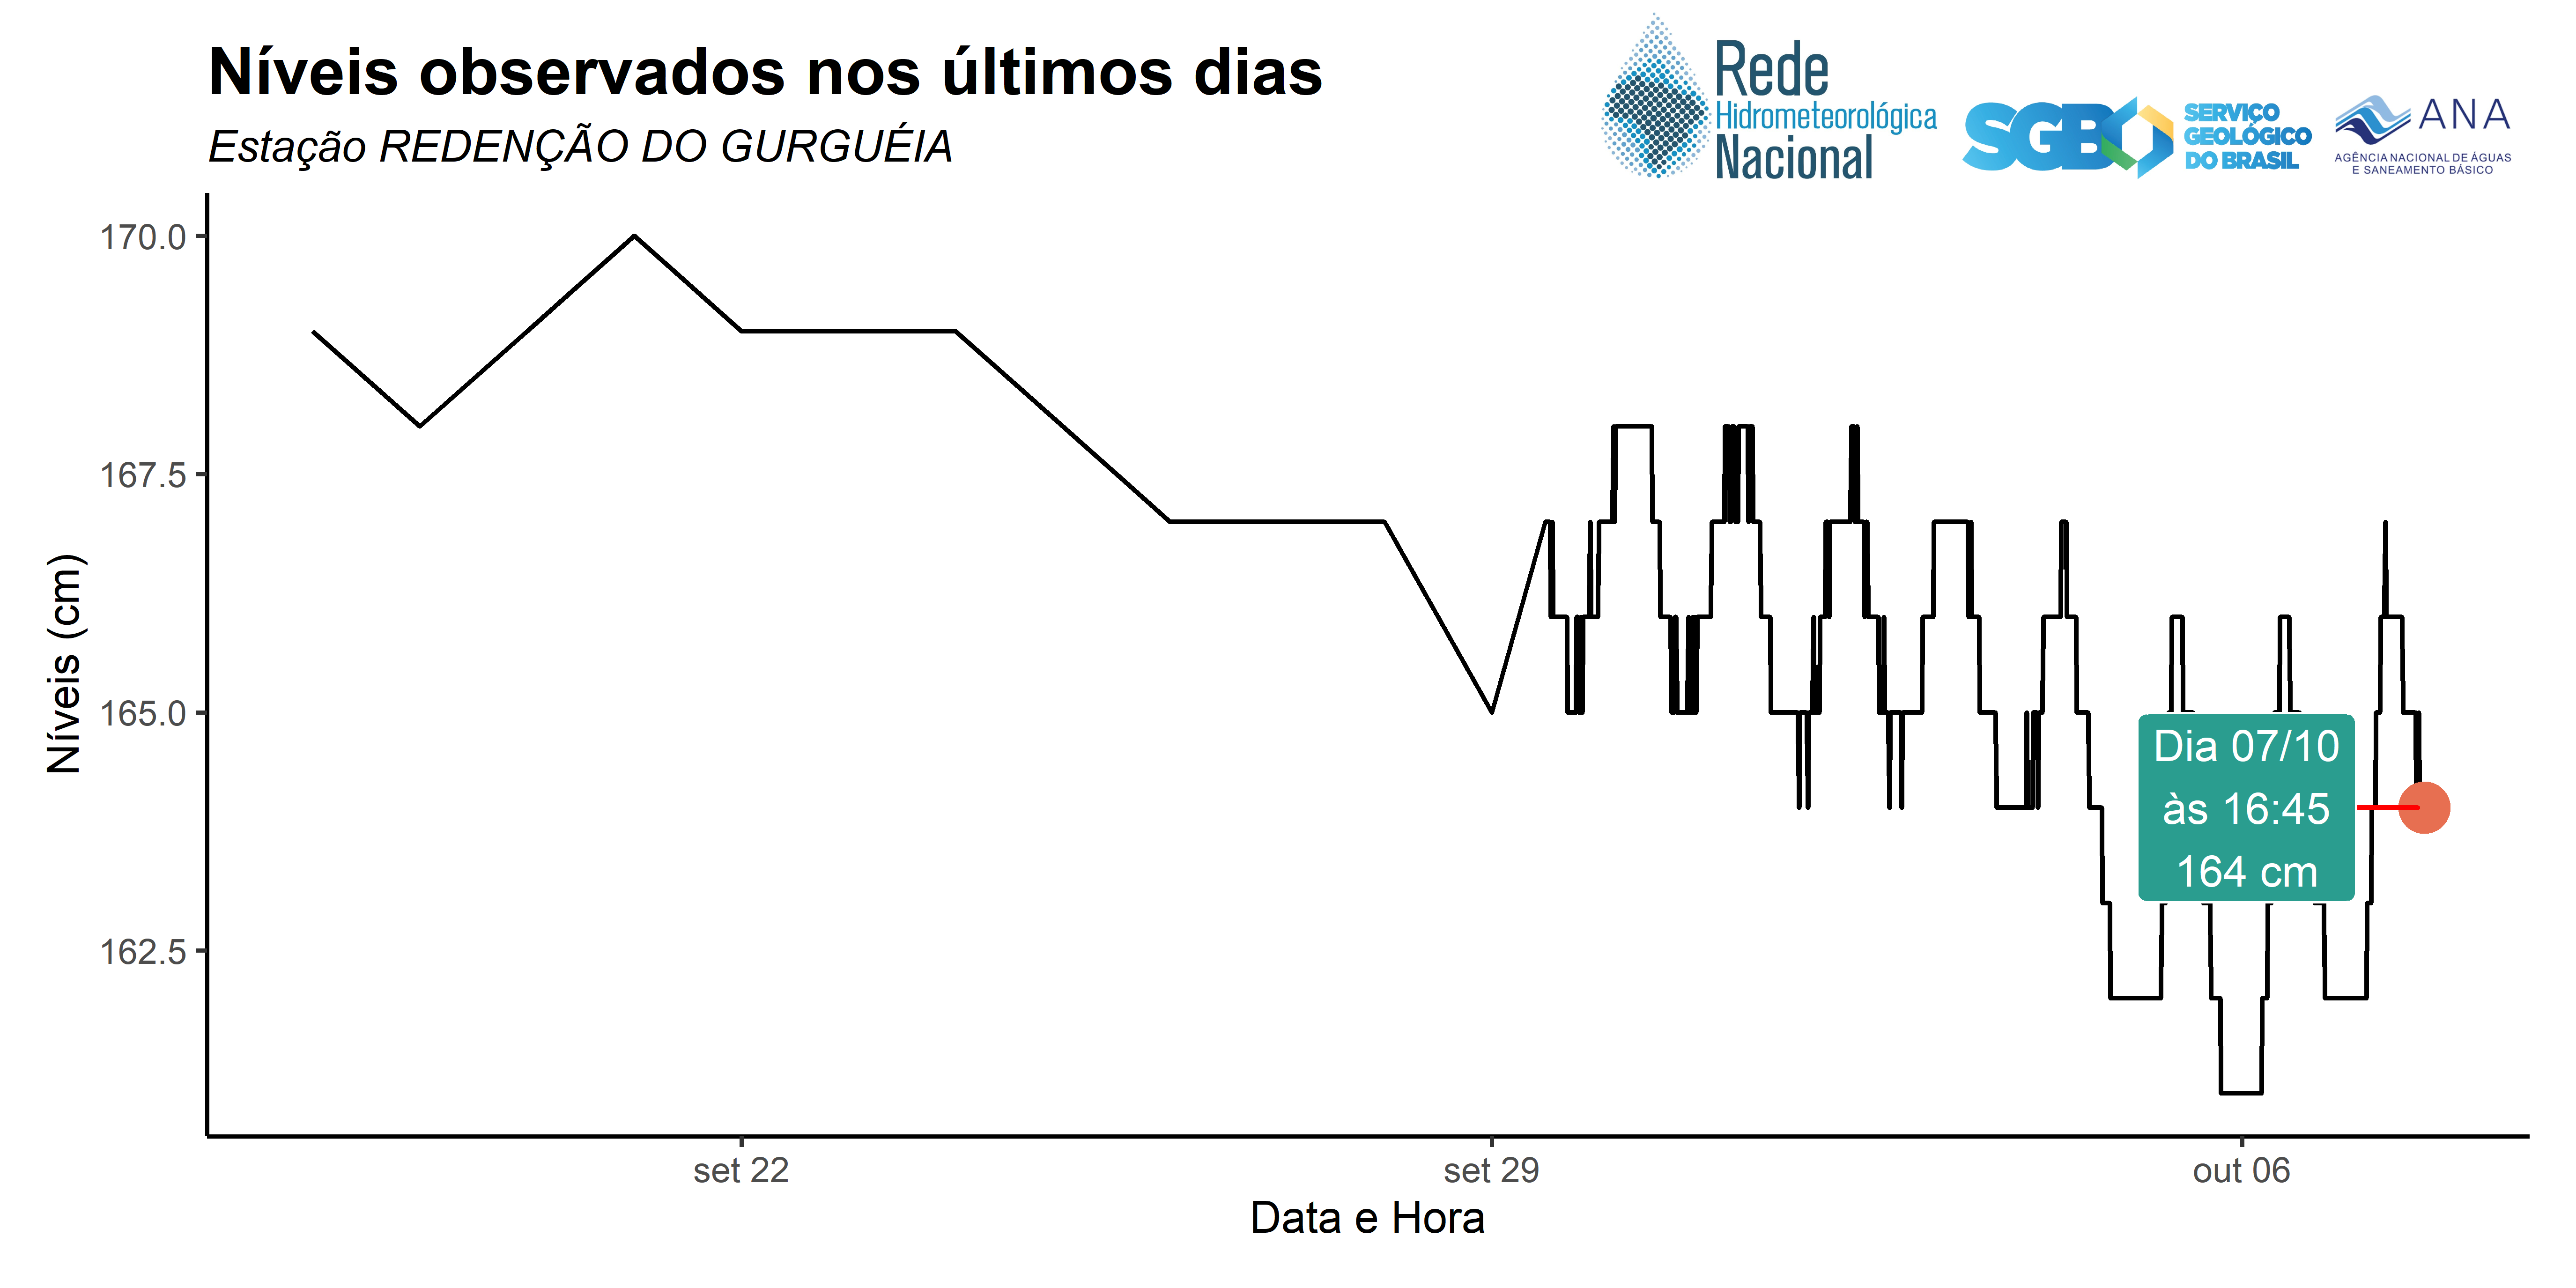 Níveis observados nos últimos dias
Estação REDENÇÃO DO GURGUÉIA
Rede
Hidrometeorológica
Nacional
SGB
SERVIÇO
GEOLÓGICO
DO BRASIL
ANA
AGÊNCIA NACIONAL DE ÁGUAS
E SANEAMENTO BÁSICO
Níveis (cm)
170.0
167.5
165.0
162.5
Dia 07/10
às 16:45
164 cm
set 22
set 29
out 06
Data e Hora